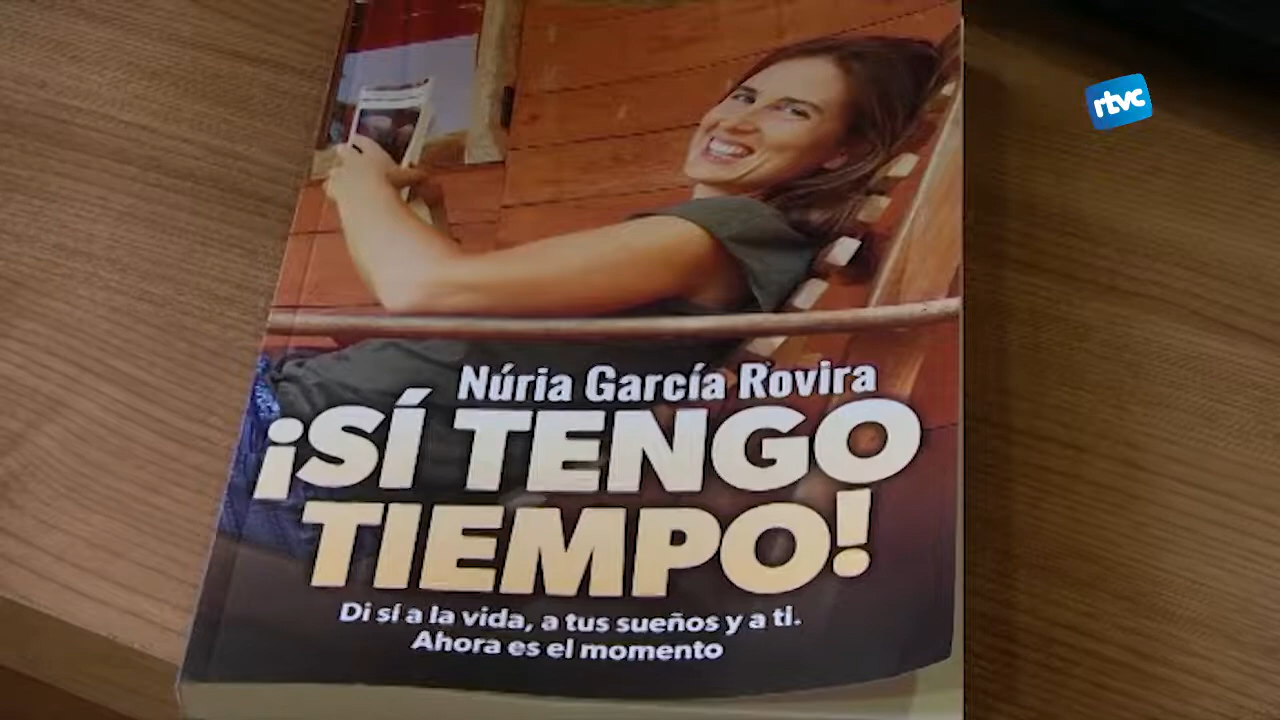 rtvc
Núria García Rovira
¡SÍ TENGO
TIEMPO!
Di sí a la vida, a tus sueños y a ti.
Ahora es el momento